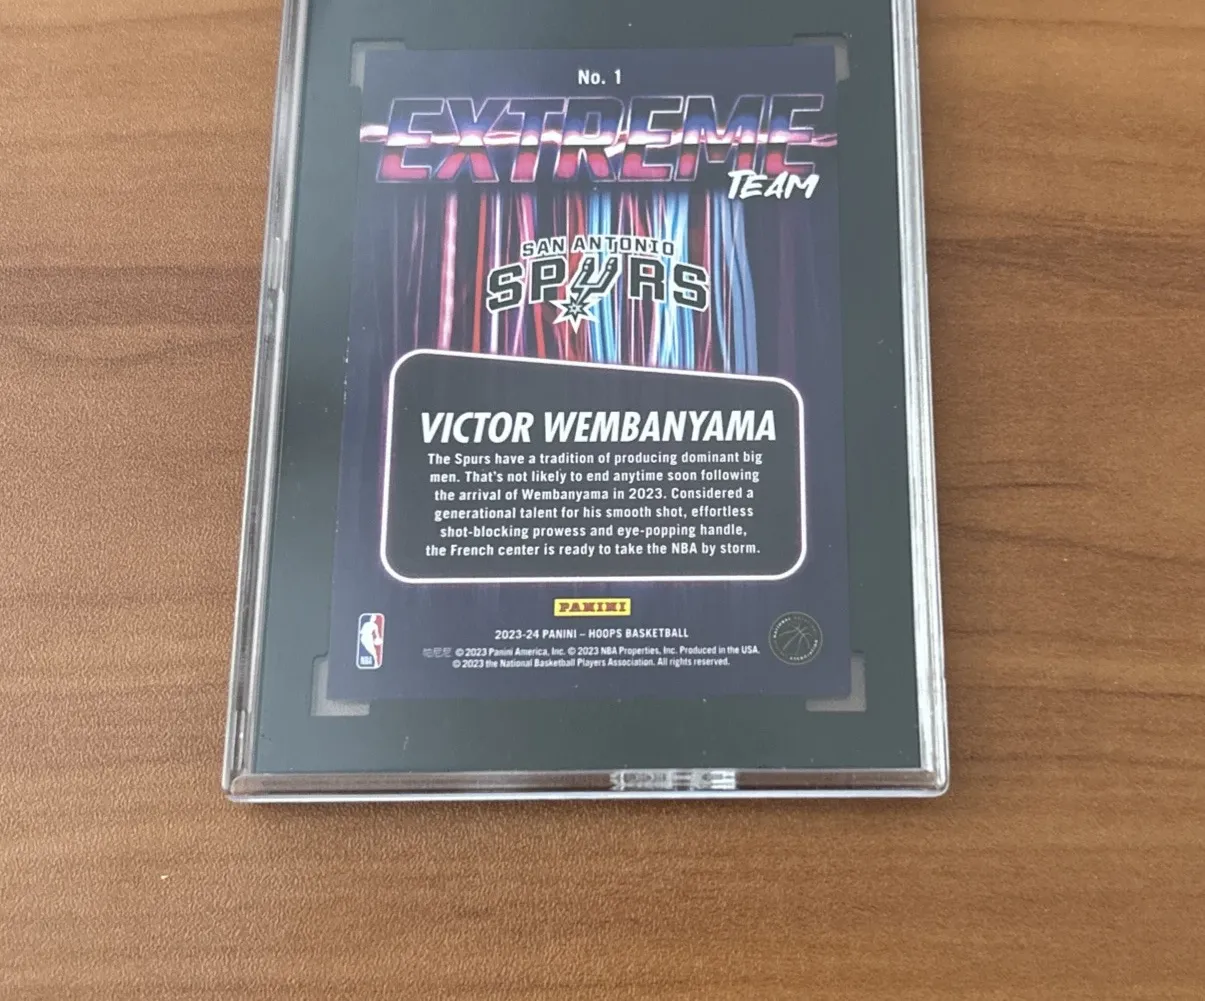 No. 1
EXTREME
TEAM
SAN ANTONIO
SPURS
VICTOR WEMBANYAMA
The Spurs have a tradition of producing dominant big
men. That's not likely to end anytime soon following
the arrival of Wembanyama in 2023. Considered a
generational talent for his smooth shot, effortless
shot-blocking prowess and eye-popping handle,
the French center is ready to take the NBA by storm.
PANINI
2023-24 PANINI – HOOPS BASKETBALL
© 2023 Panini America, Inc. © 2023 NBA Properties, Inc. Produced in the USA.
© 2023 the National Basketball Players Association. All rights reserved.
NBA